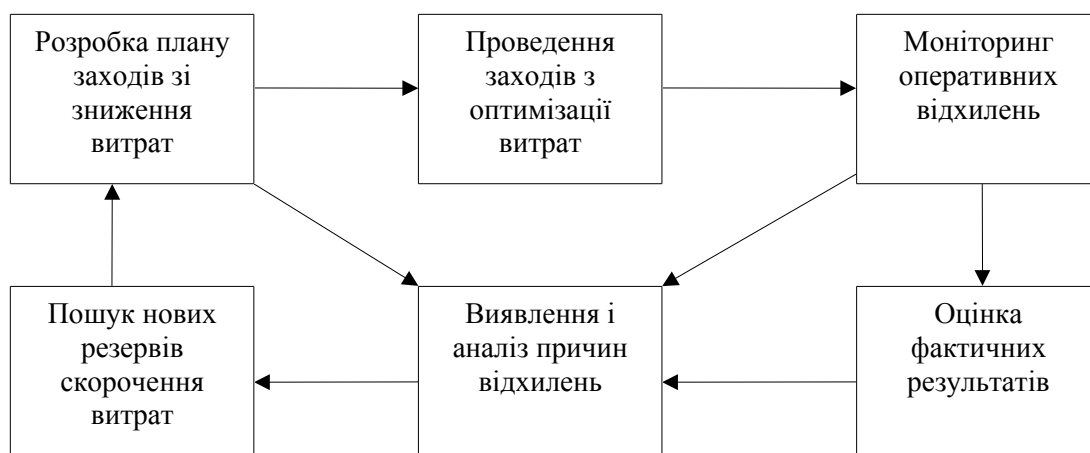 Розробка плану
заходів зі
зниження
витрат
Проведення
заходів з
оптимізації
витрат
Моніторинг
оперативних
відхилень
Пошук нових
резервів
скорочення
витрат
Виявлення і
аналіз причин
відхилень
Оцінка
фактичних
результатів